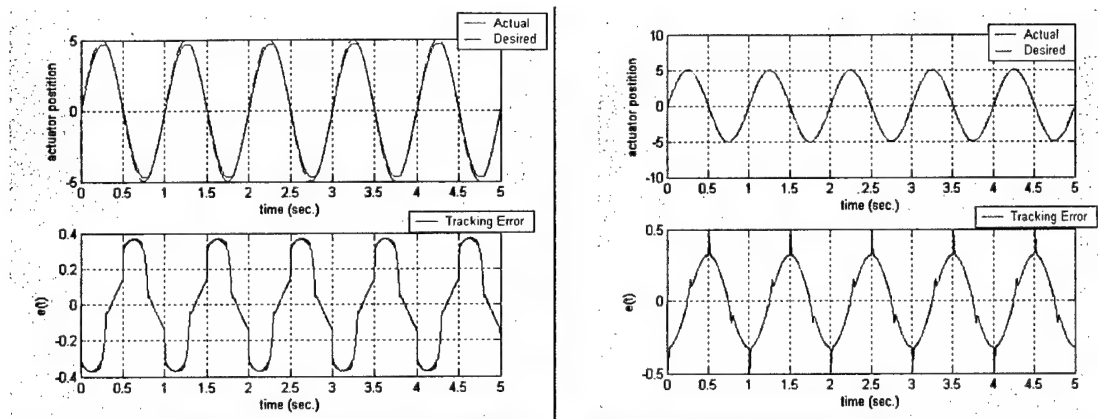 Actual
Desired
5
0
-5
actuator postition
0 0.5 1 1.5 2 2.5 3 3.5 4 4.5 5
time (sec.)
Tracking Error
0.4
0.2
0
-0.2
-0.4
e(t)
0 0.5 1 1.5 2 2.5 3 3.5 4 4.5 5
time (sec.)
Actual
Desired
10
5
0
-5
-10
actuator postition
0 0.5 1 1.5 2 2.5 3 3.5 4 4.5 5
time (sec.)
Tracking Error
0.5
0
-0.5
e(t)
0 0.5 1 1.5 2 2.5 3 3.5 4 4.5 5
time (sec.)